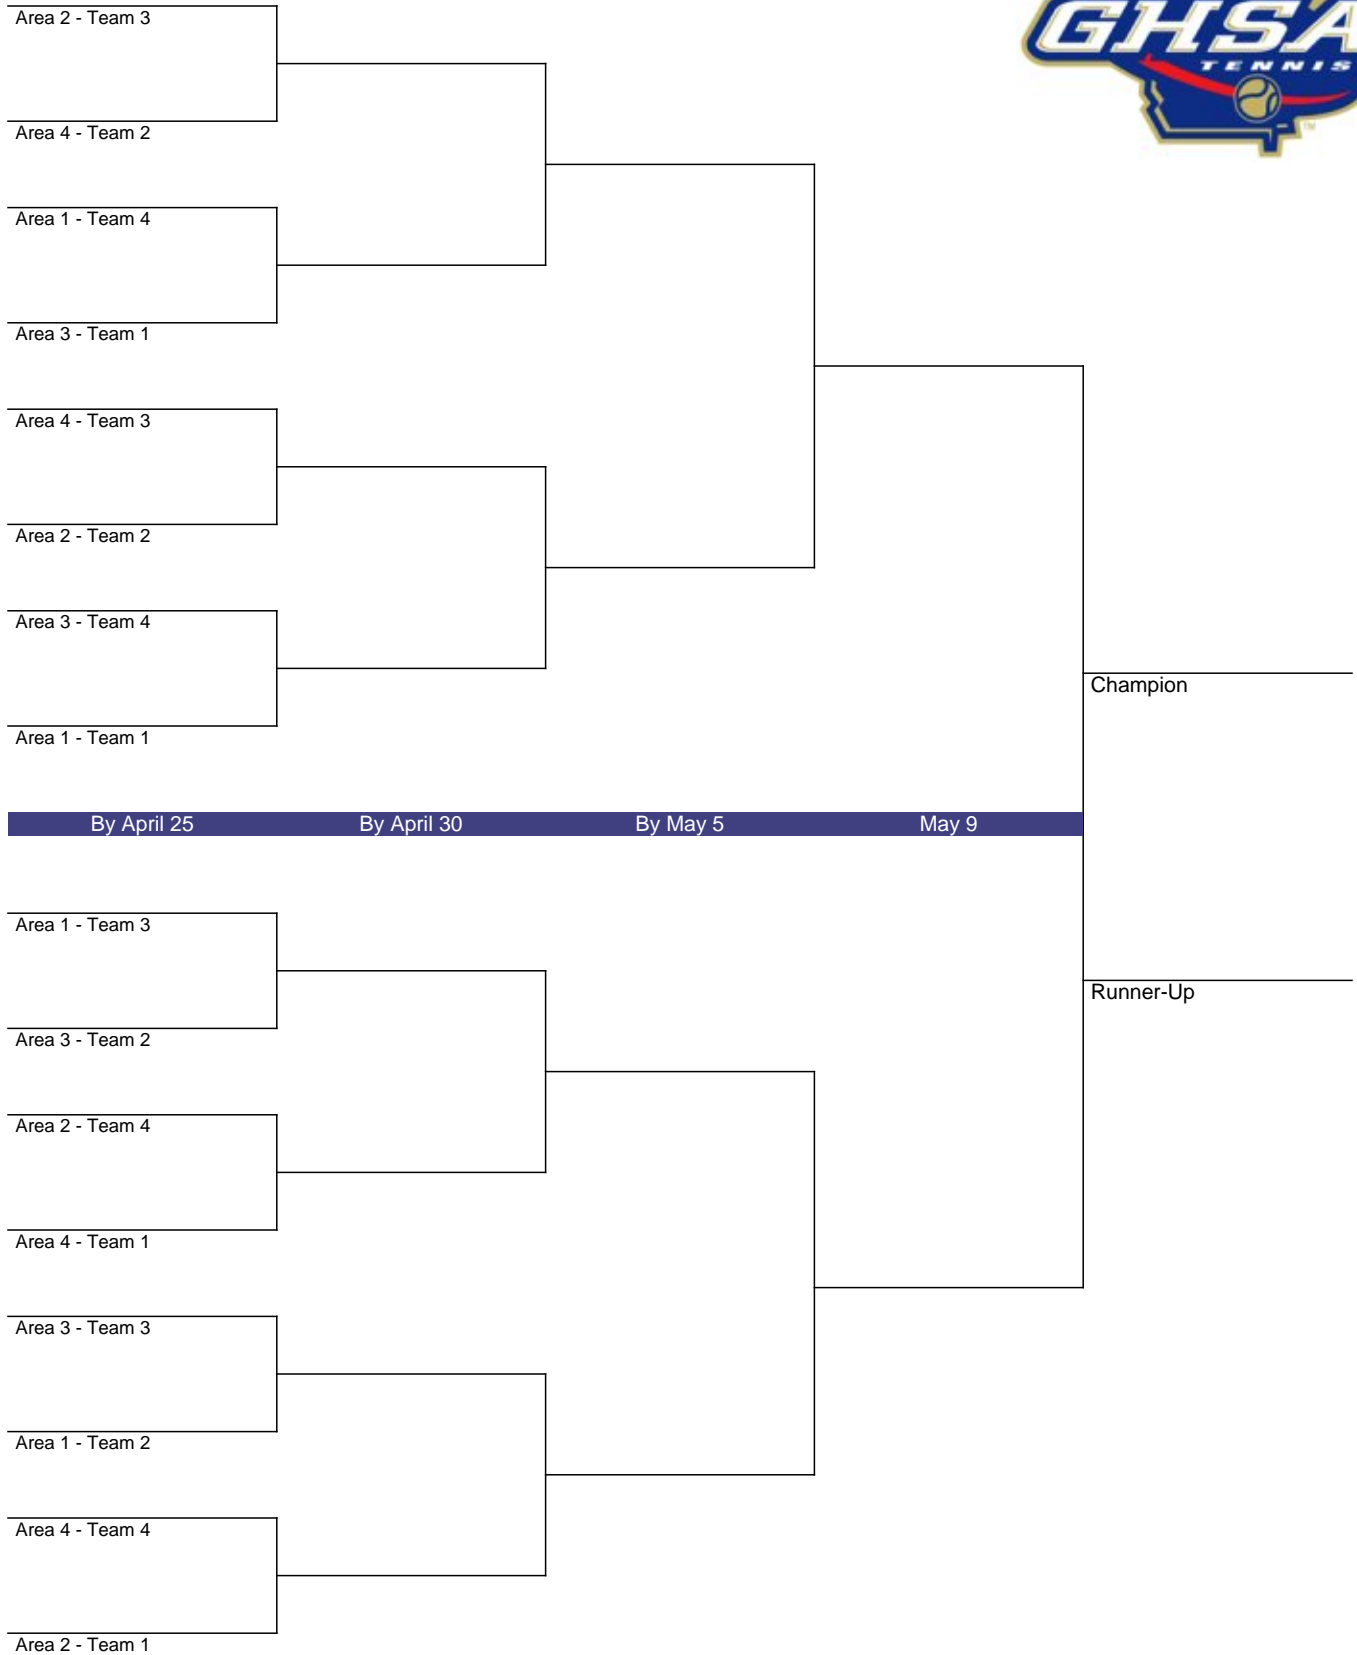 GHSA
TENNIS
Area 2 - Team 3
Area 4 - Team 2
Area 1 - Team 4
Area 3 - Team 1
Area 4 - Team 3
Area 2 - Team 2
Area 3 - Team 4
Area 1 - Team 1
Champion
By April 25 By April 30 By May 5 May 9
Area 1 - Team 3
Runner-Up
Area 3 - Team 2
Area 2 - Team 4
Area 4 - Team 1
Area 3 - Team 3
Area 1 - Team 2
Area 4 - Team 4
Area 2 - Team 1